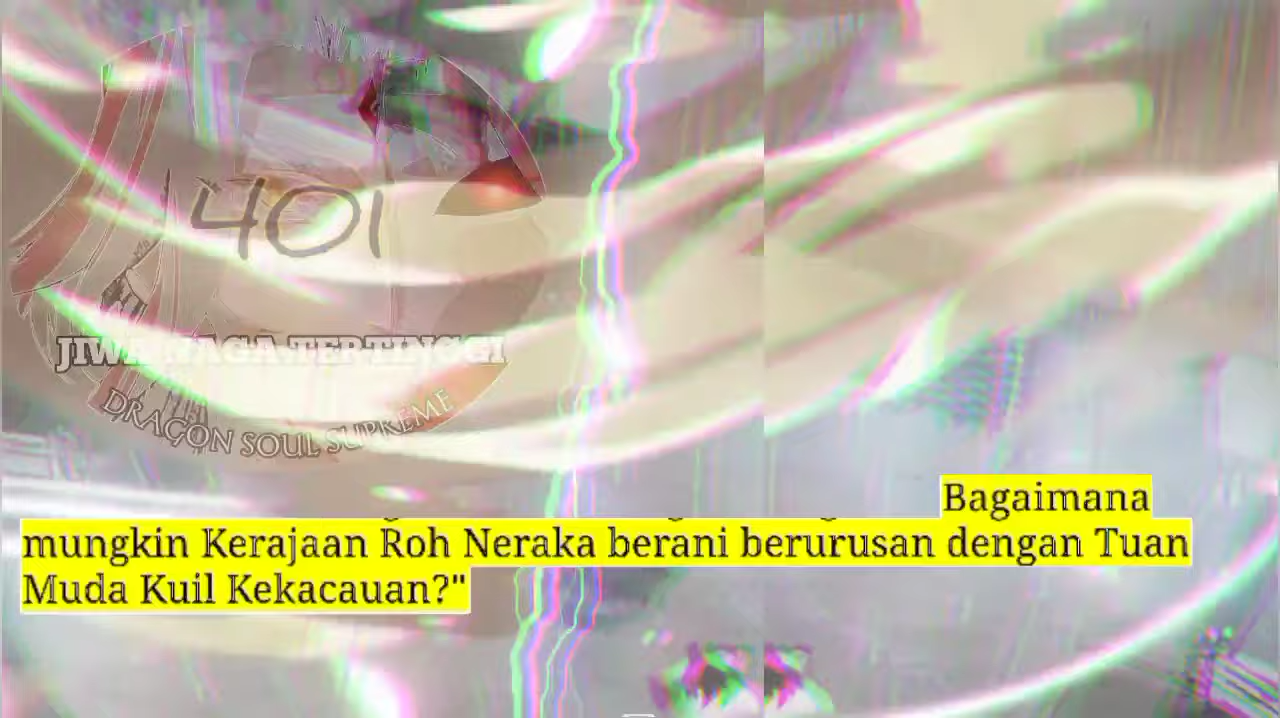 401
JIWA NAGA TERTINGGI
DRAGON SOUL SUPREME
Bagaimana
mungkin Kerajaan Roh Neraka berani berurusan dengan Tuan
Muda Kuil Kekacauan?"